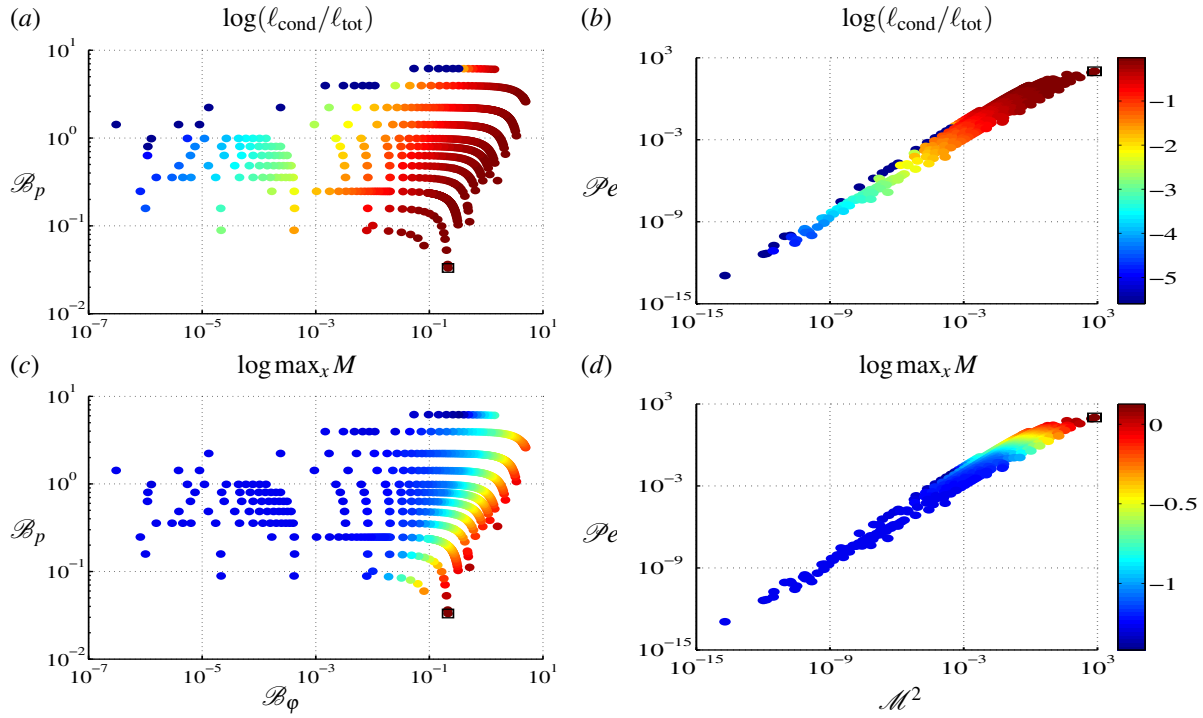 (a) log(ℓcond/ℓtot) (b) log(ℓcond/ℓtot)
10^1 10^3
10^0 10^−3 −1
ℬp 𝒫e −2
−3
10^−1 10^−9 −4
−5
10^−2 10^−15
10^−7 10^−5 10^−3 10^−1 10^1 10^−15 10^−9 10^−3 10^3
(c) log maxx M (d) log maxx M
10^1 10^3
0
10^0 10^−3
ℬp 𝒫e −0.5
10^−1 10^−9 −1
10^−2 10^−15
10^−7 10^−5 10^−3 10^−1 10^1 10^−15 10^−9 10^−3 10^3
ℬφ ℳ^2